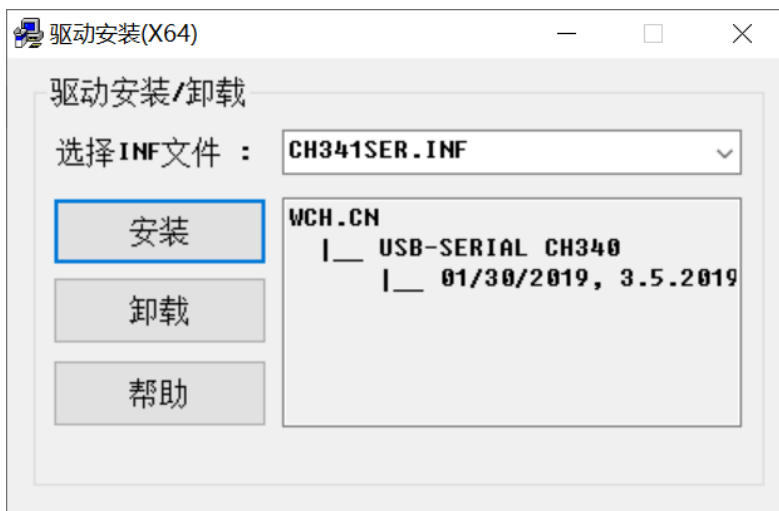 驱动安装(X64)
驱动安装/卸载
选择INF文件 :
CH341SER.INF
安装
卸载
帮助
WCH.CN
|__ USB-SERIAL CH340
|__ 01/30/2019, 3.5.2019